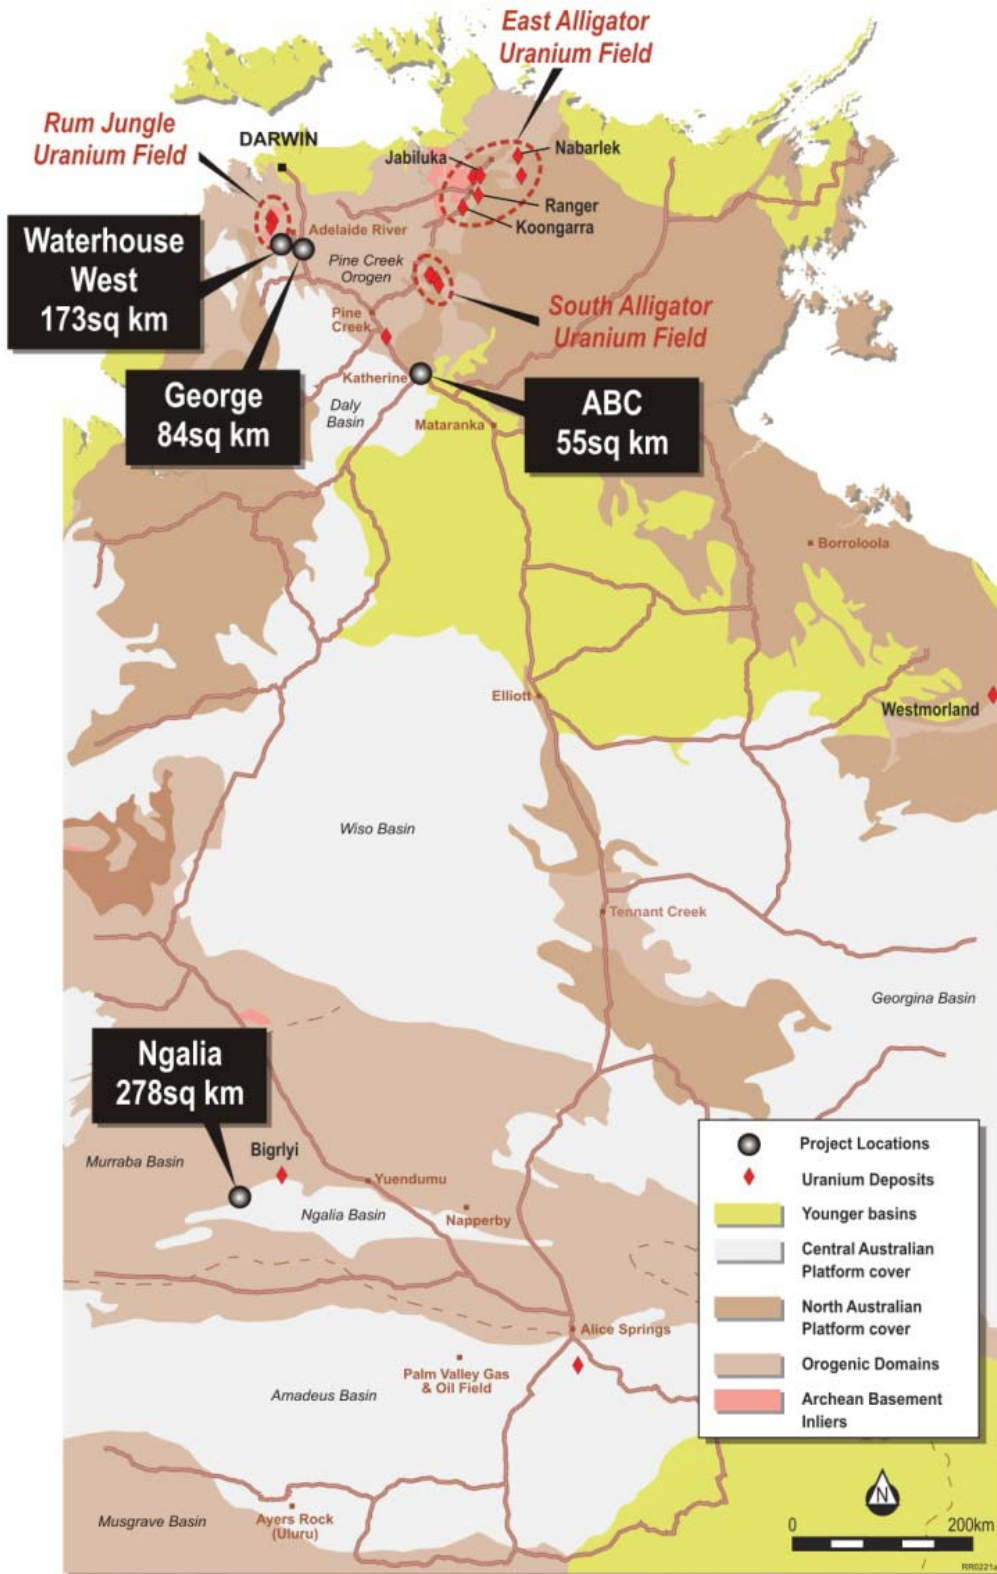 East Alligator
Uranium Field
Rum Jungle
Uranium Field
DARWIN
Jabiluka
Nabarlek
Ranger
Koongarra
Adelaide River
Waterhouse
West
173sq km
Pine Creek
Orogen
South Alligator
Uranium Field
Pine
Creek
George
84sq km
Katherine
Daly
Basin
ABC
55sq km
Mataranka
Borroloola
Elliott
Westmorland
Wiso Basin
Tennant Creek
Georgina Basin
Ngalia
278sq km
Bigrlyi
Murraba Basin
Yuendumu
Ngalia Basin
Napperby
Alice Springs
Palm Valley Gas
& Oil Field
Amadeus Basin
Ayers Rock
(Uluru)
Musgrave Basin
Project Locations
Uranium Deposits
Younger basins
Central Australian
Platform cover
North Australian
Platform cover
Orogenic Domains
Archean Basement
Inliers
N
0 200km